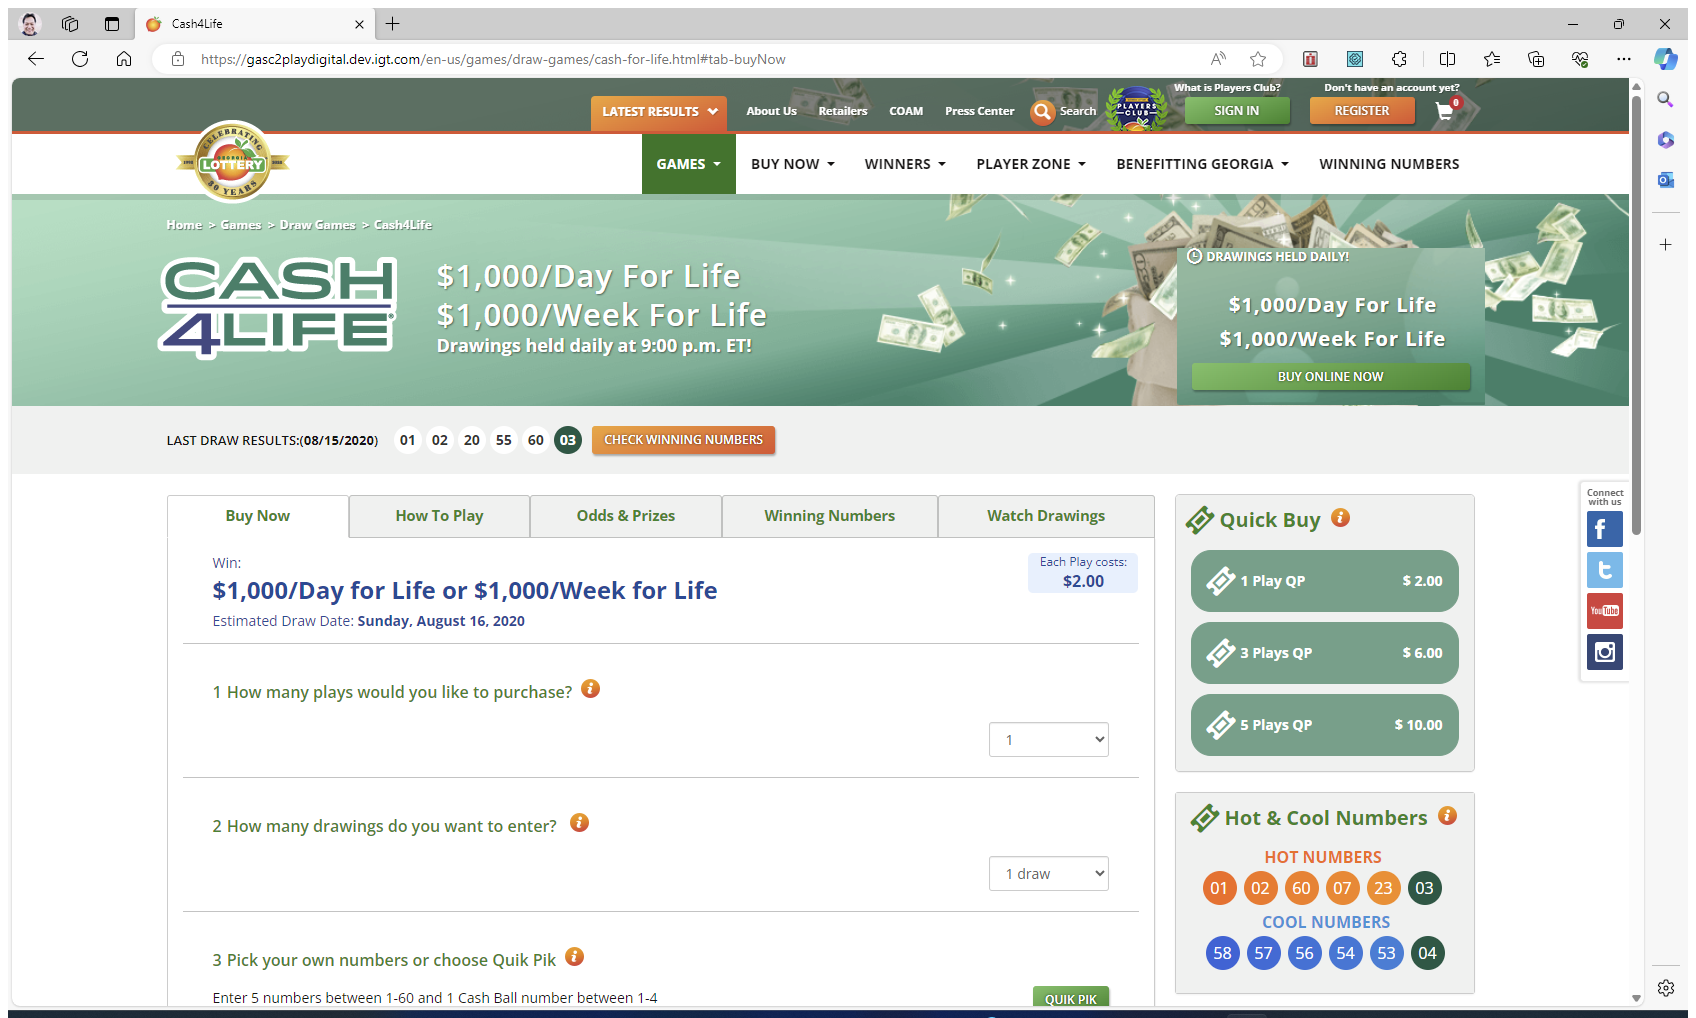 Cash4Life
https://gasc2playdigital.dev.igt.com/en-us/games/draw-games/cash-for-life.html#tab-buyNow
What is Players Club?
Don't have an account yet?
LATEST RESULTS
About Us
Retailers
COAM
Press Center
Search
PLAYERS
CLUB
SIGN IN
REGISTER
0
CELEBRATING
GEORGIA
LOTTERY
30 YEARS
GAMES
BUY NOW
WINNERS
PLAYER ZONE
BENEFITTING GEORGIA
WINNING NUMBERS
Home > Games > Draw Games > Cash4Life
CASH
4LIFE
$1,000/Day For Life
$1,000/Week For Life
Drawings held daily at 9:00 p.m. ET!
DRAWINGS HELD DAILY!
$1,000/Day For Life
$1,000/Week For Life
BUY ONLINE NOW
LAST DRAW RESULTS:(08/15/2020) 01 02 20 55 60 03
CHECK WINNING NUMBERS
Connect
with us
f
t
YouTube
Buy Now
How To Play
Odds & Prizes
Winning Numbers
Watch Drawings
Win:
$1,000/Day for Life or $1,000/Week for Life
Estimated Draw Date: Sunday, August 16, 2020
Each Play costs:
$2.00
1 How many plays would you like to purchase?
1
2 How many drawings do you want to enter?
1 draw
3 Pick your own numbers or choose Quik Pik
Enter 5 numbers between 1-60 and 1 Cash Ball number between 1-4
QUIK PIK
Quick Buy
1 Play QP $ 2.00
3 Plays QP $ 6.00
5 Plays QP $ 10.00
Hot & Cool Numbers
HOT NUMBERS
01 02 60 07 23 03
COOL NUMBERS
58 57 56 54 53 04